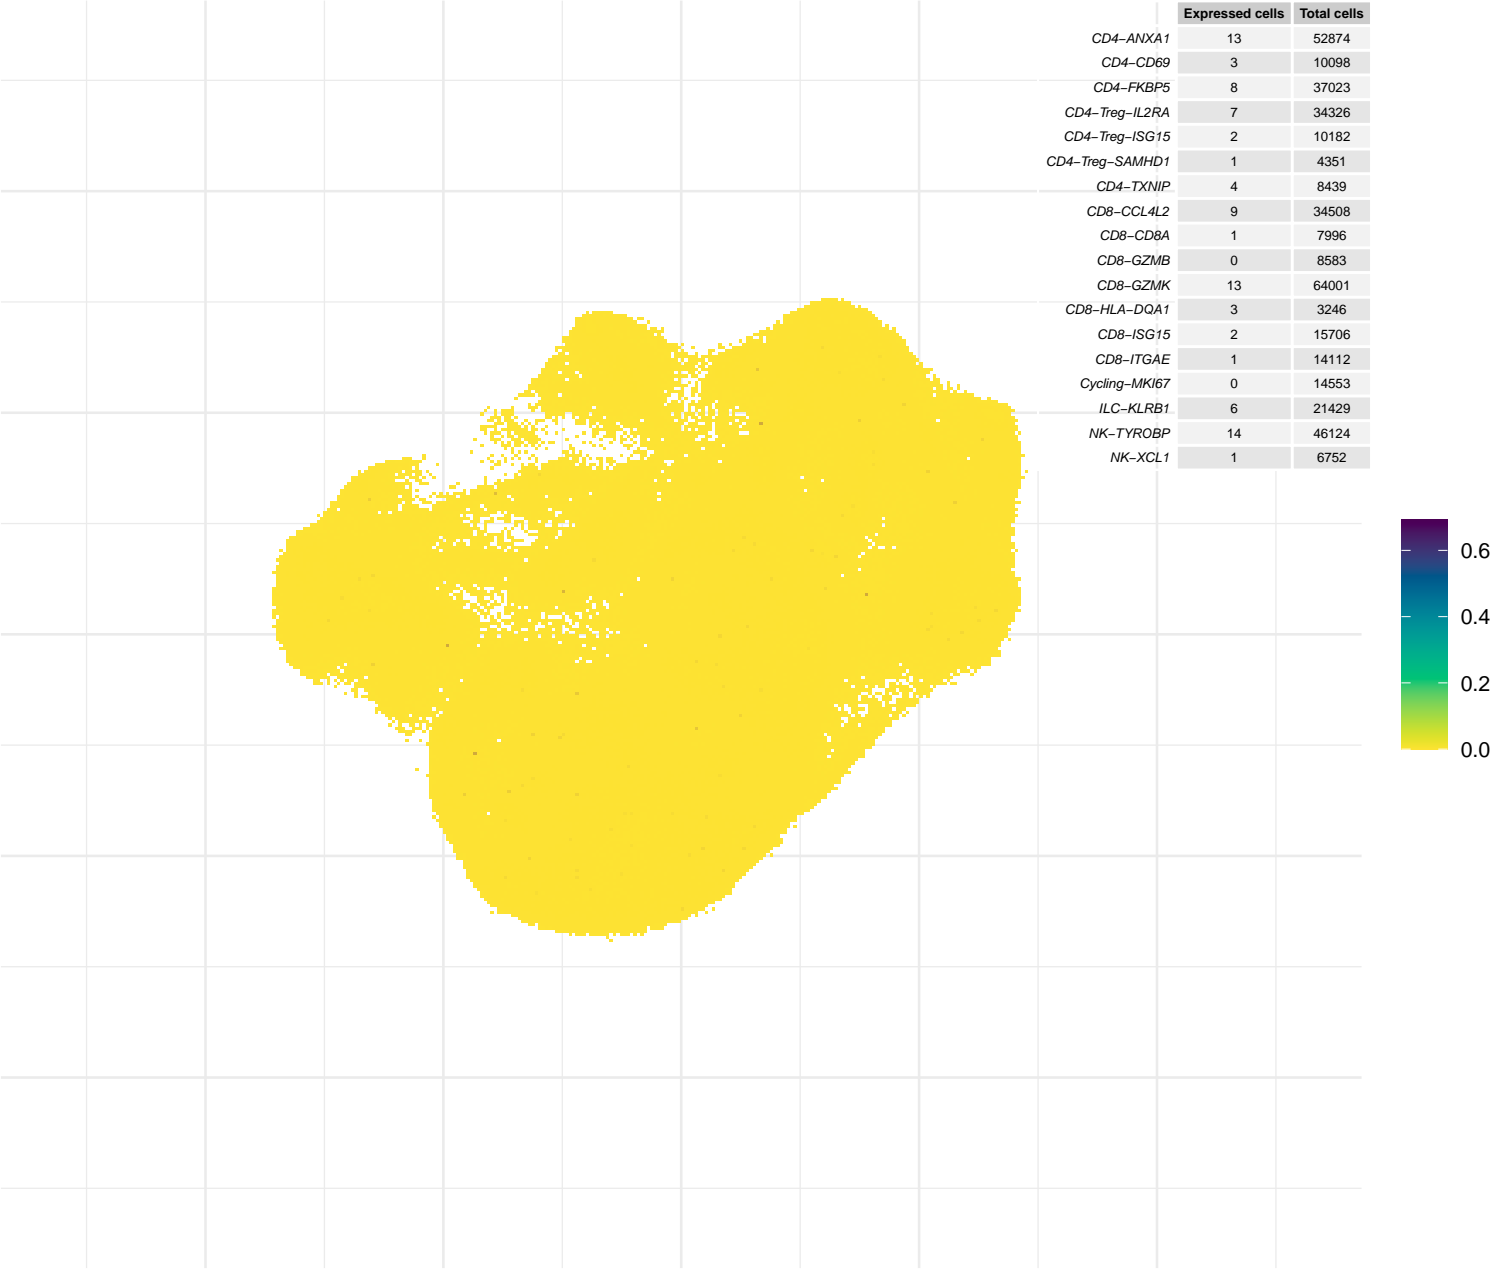 Expressed cells Total cells
CD4−ANXA1 13 52874
CD4−CD69 3 10098
CD4−FKBP5 8 37023
CD4−Treg−IL2RA 7 34326
CD4−Treg−ISG15 2 10182
CD4−Treg−SAMHD1 1 4351
CD4−TXNIP 4 8439
CD8−CCL4L2 9 34508
CD8−CD8A 1 7996
CD8−GZMB 0 8583
CD8−GZMK 13 64001
CD8−HLA−DQA1 3 3246
CD8−ISG15 2 15706
CD8−ITGAE 1 14112
Cycling−MKI67 0 14553
ILC−KLRB1 6 21429
NK−TYROBP 14 46124
NK−XCL1 1 6752
0.6
0.4
0.2
0.0